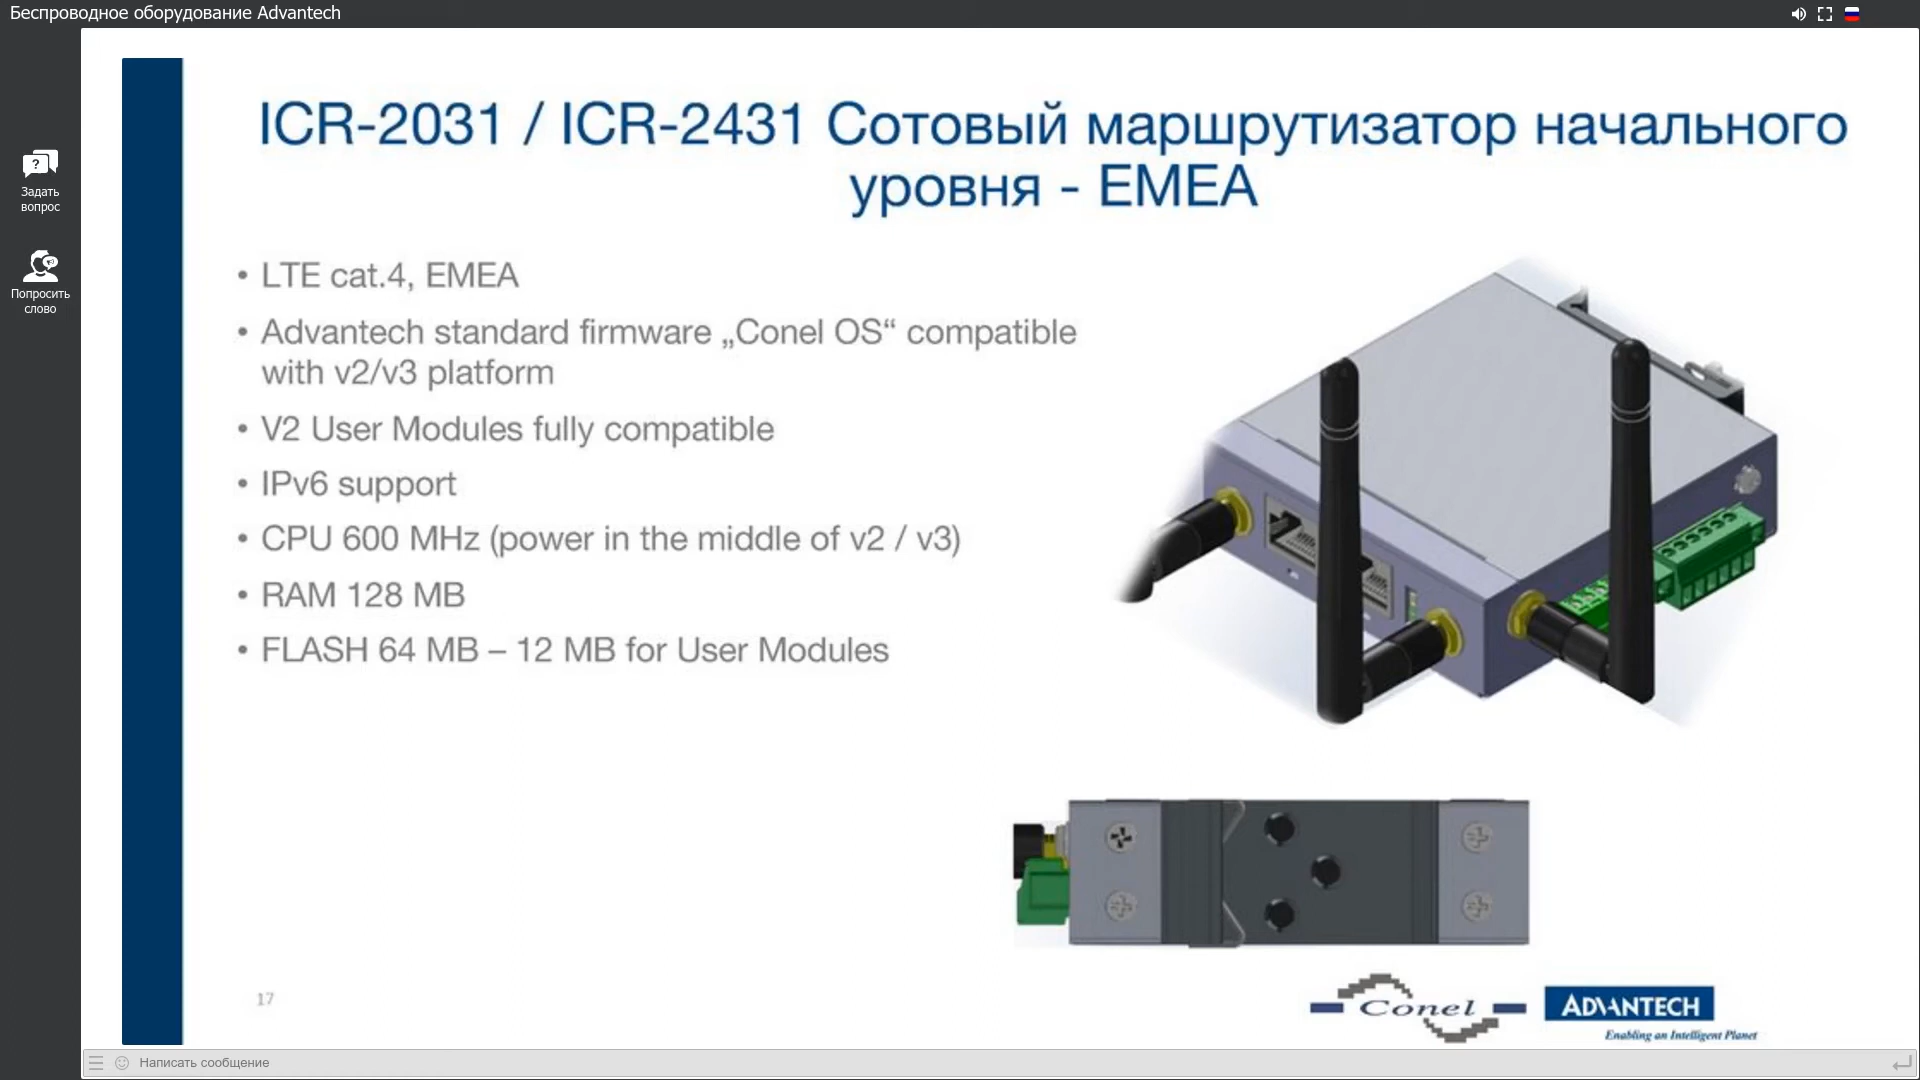 Беспроводное оборудование Advantech
Задать
вопрос
Попросить
слово
ICR-2031 / ICR-2431 Сотовый маршрутизатор начального
уровня - EMEA
• LTE cat.4, EMEA
• Advantech standard firmware „Conel OS“ compatible
with v2/v3 platform
• V2 User Modules fully compatible
• IPv6 support
• CPU 600 MHz (power in the middle of v2 / v3)
• RAM 128 MB
• FLASH 64 MB – 12 MB for User Modules
17
Conel
ADVANTECH
Enabling an Intelligent Planet
Написать сообщение